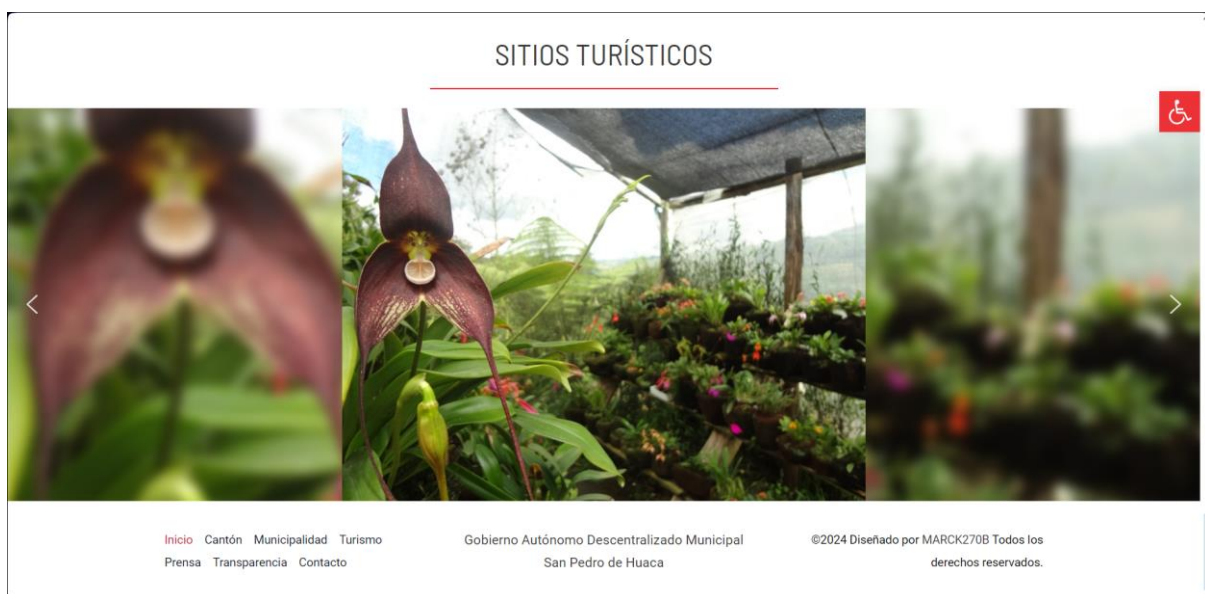 SITIOS TURÍSTICOS
Inicio Cantón Municipalidad Turismo
Prensa Transparencia Contacto
Gobierno Autónomo Descentralizado Municipal
San Pedro de Huaca
©2024 Diseñado por MARCK270B Todos los
derechos reservados.